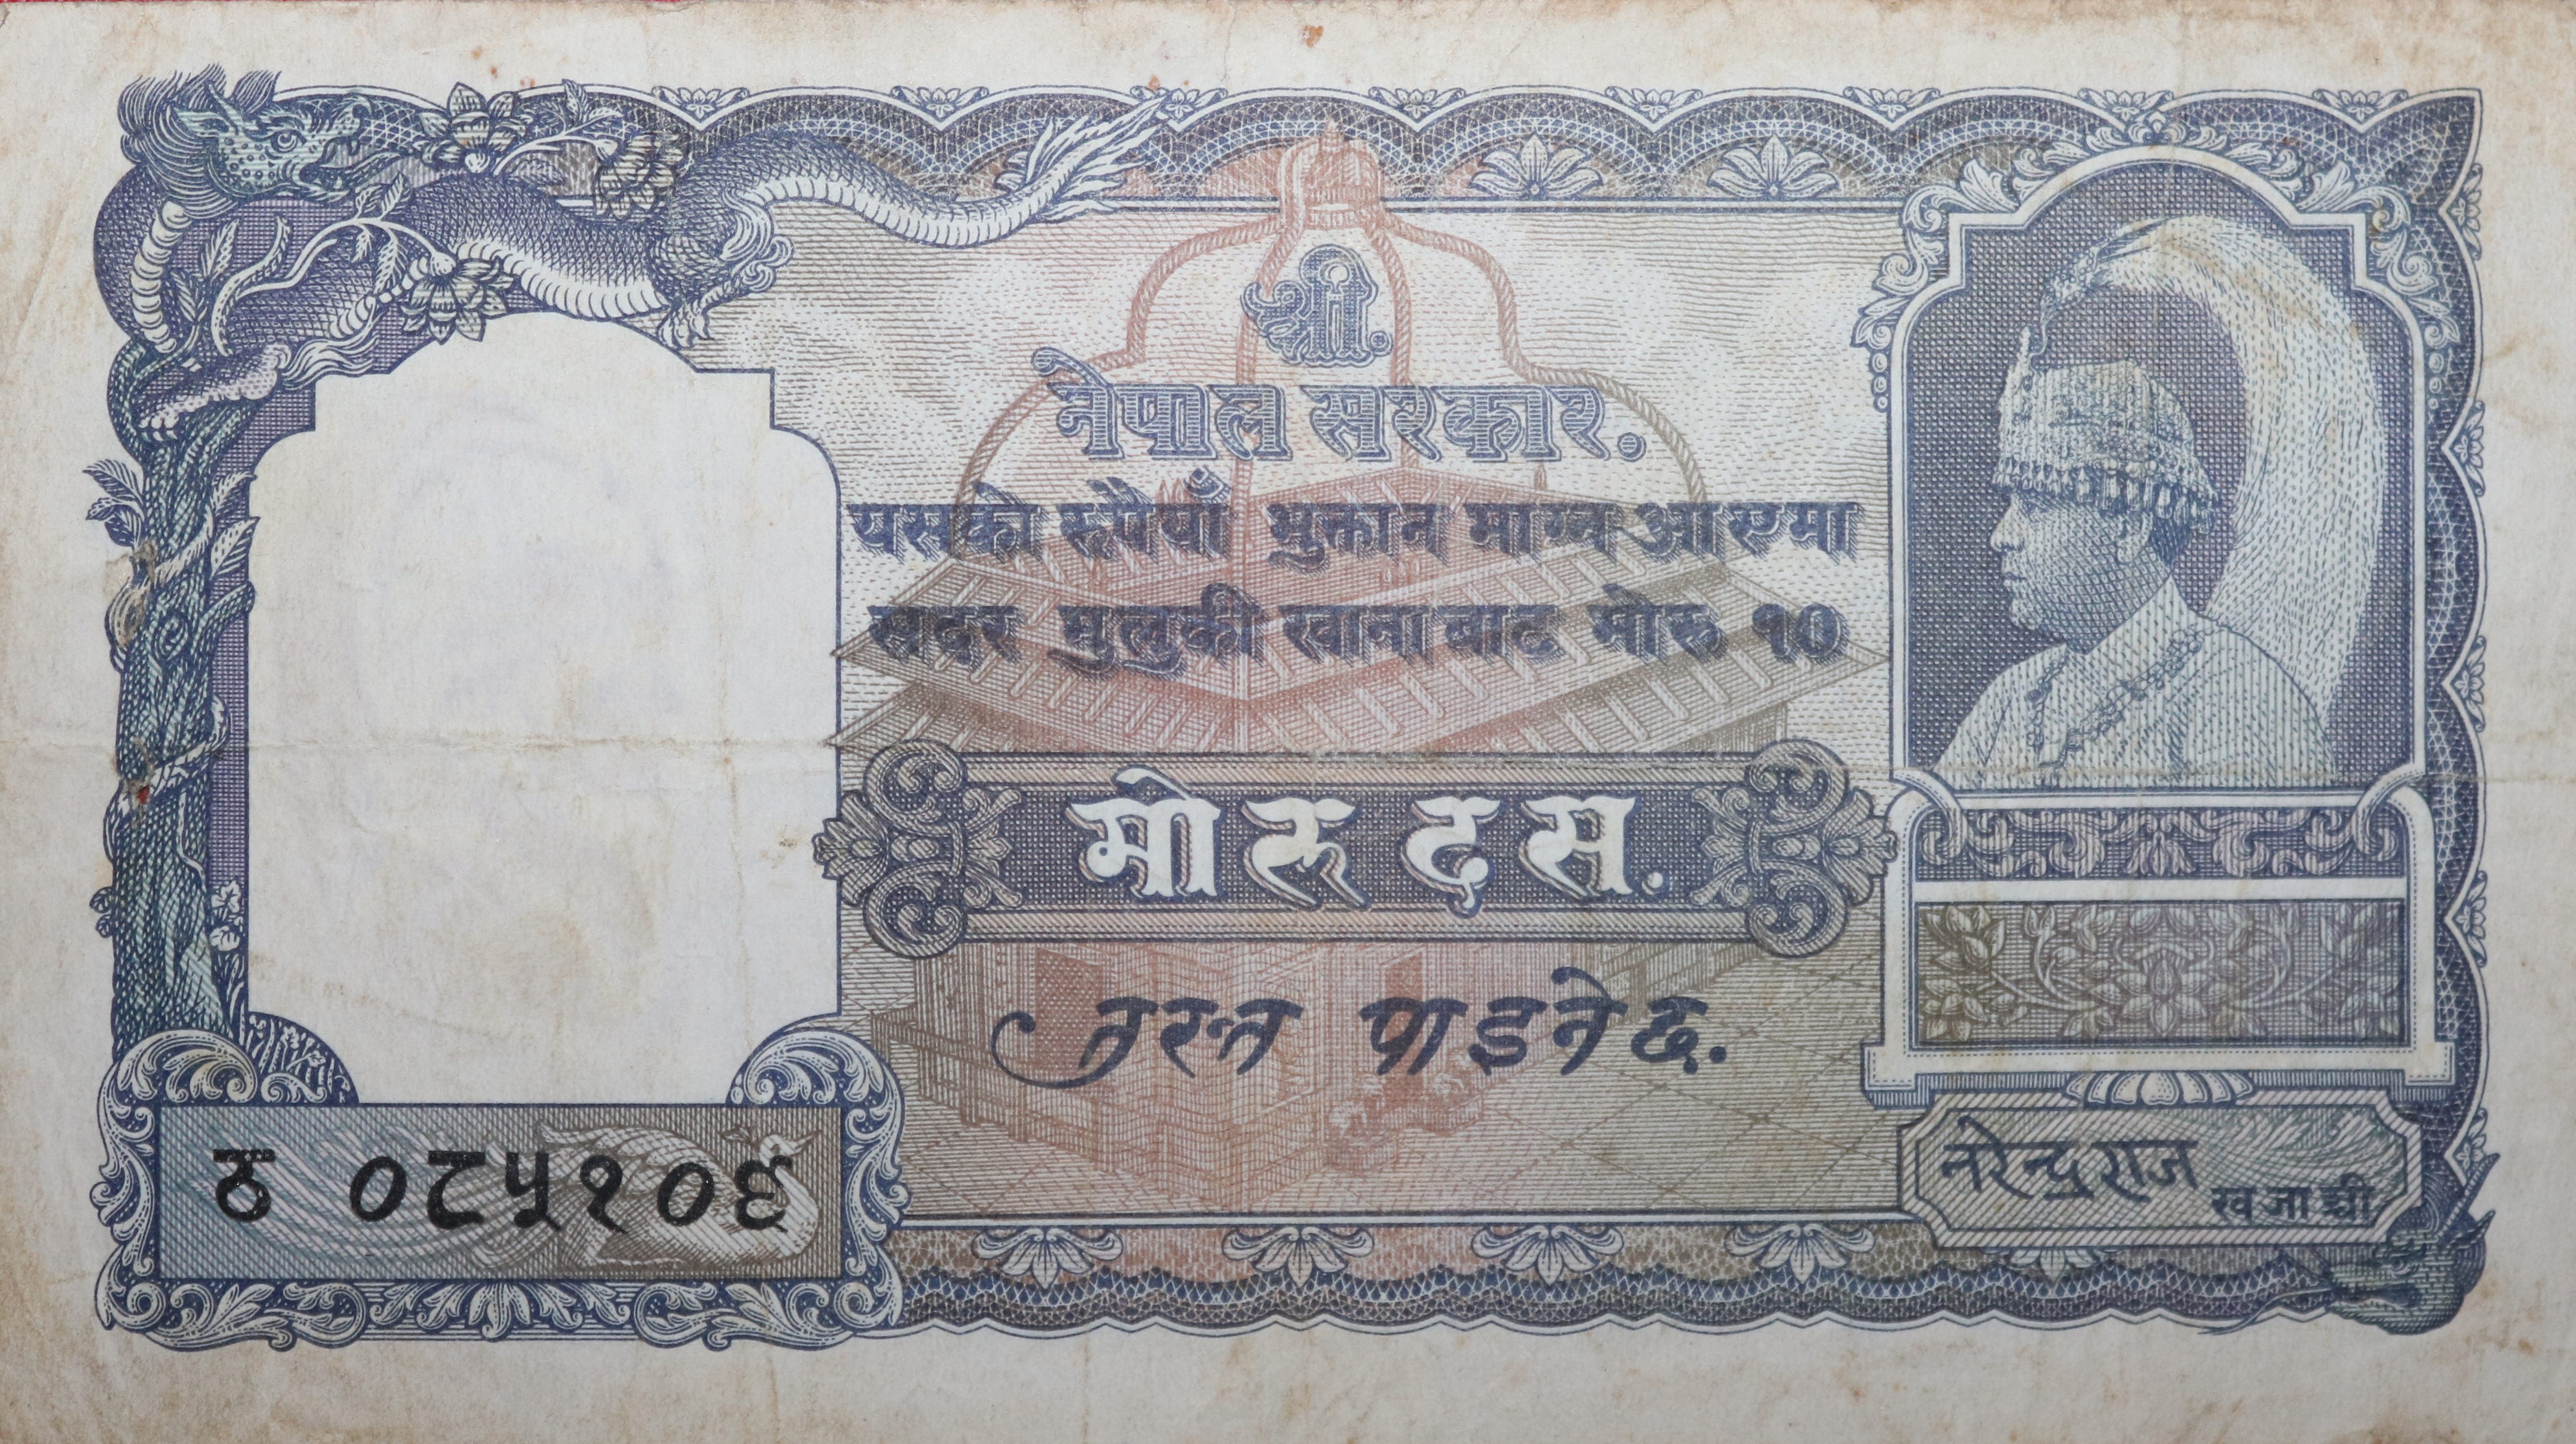 श्री.
नेपाल सरकार.
यसको रूपैयाँ भुक्तान माग्न आएमा
सदर मुलुकी खानाबाट मोरू १०
मोरू दस.
तुरुन्त पाइनेछ.
ठ ०८५१०६
नरेन्द्रराज
खजाञ्ची